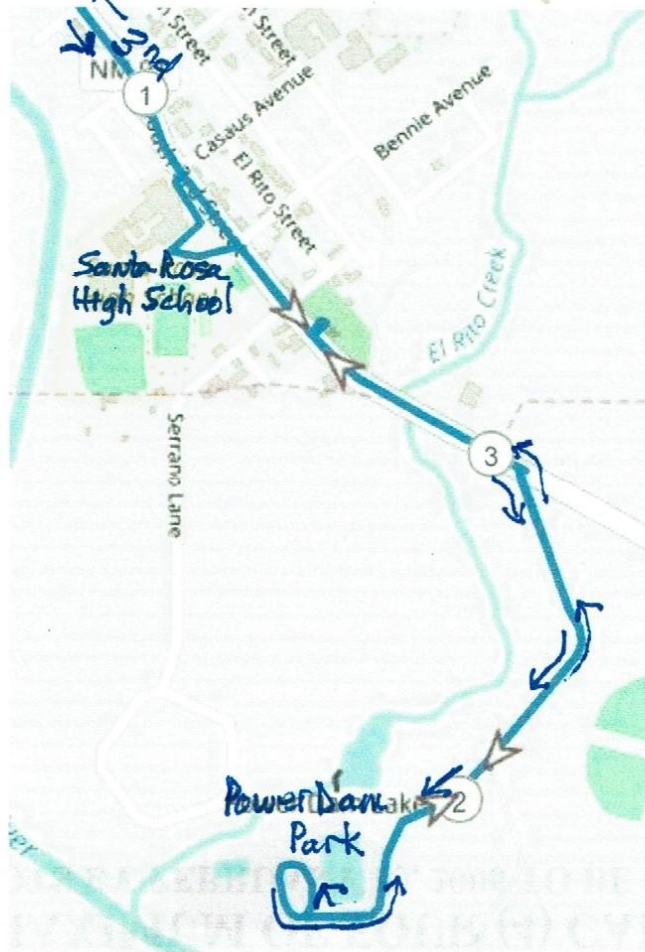 Street
Street
3rd
NM
1
Casaus Avenue
Bennie Avenue
El Rito Street
Street
Santa Rosa
High School
El Rito Creek
3
Serrano Lane
2
Power Dam
Park